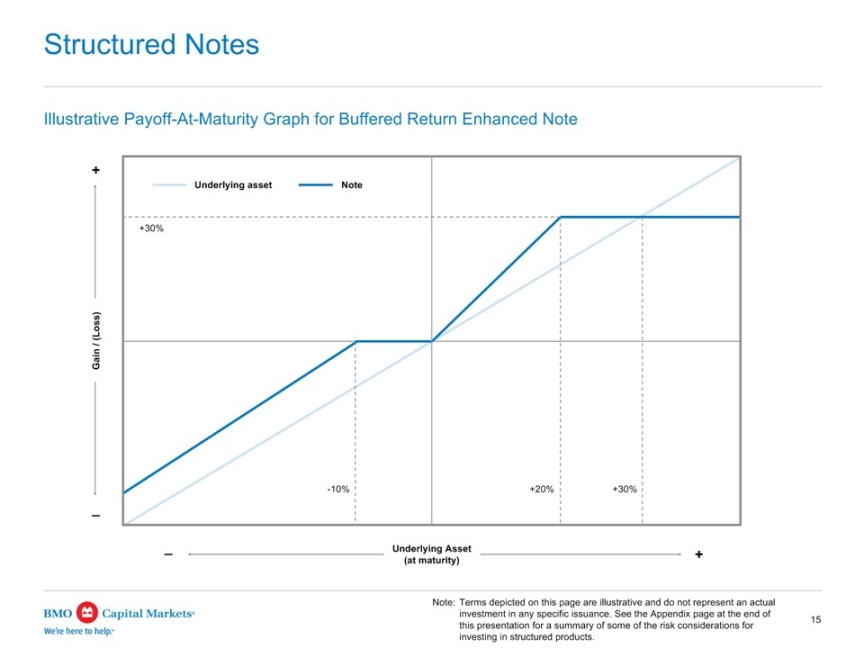 Structured Notes
Illustrative Payoff-At-Maturity Graph for Buffered Return Enhanced Note
+
Underlying asset
Note
+30%
Gain / (Loss)
-10%
+20%
+30%
–
Underlying Asset
(at maturity)
–
+
BMO Capital Markets
We're here to help.™
Note: Terms depicted on this page are illustrative and do not represent an actual
investment in any specific issuance. See the Appendix page at the end of
this presentation for a summary of some of the risk considerations for
investing in structured products.
15